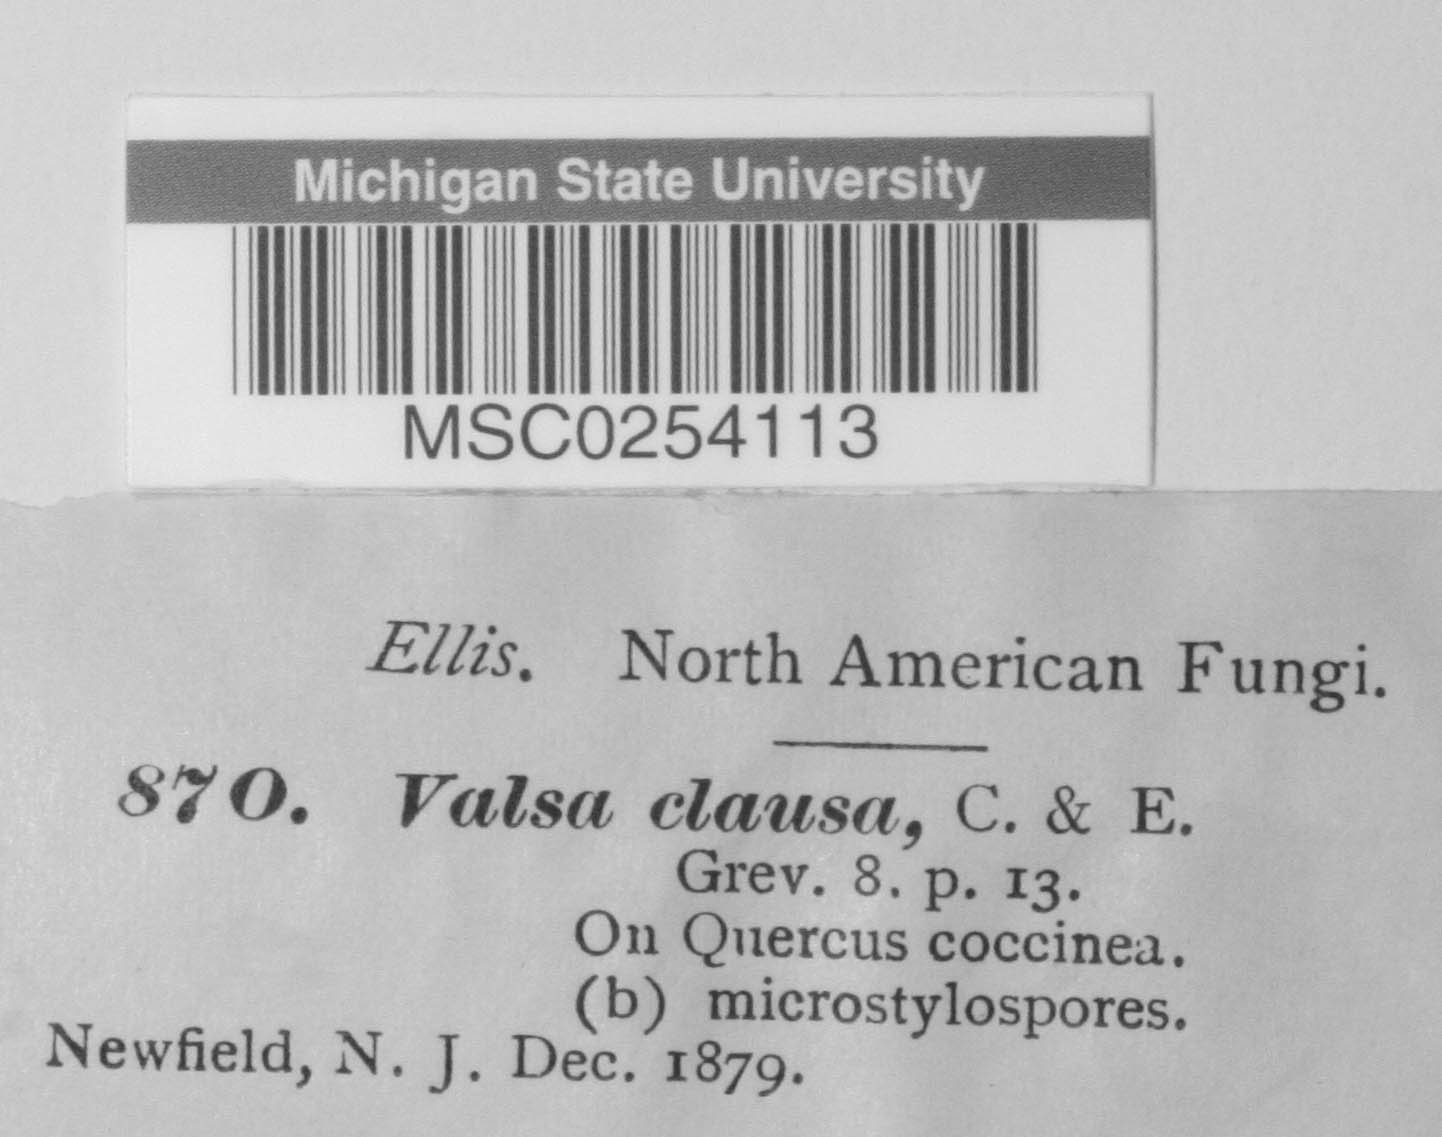 Michigan State University
MSC0254113
Ellis. North American Fungi.
870. Valsa clausa, C. & E.
Grev. 8. p. 13.
On Quercus coccinea.
(b) microstylospores.
Newfield, N. J. Dec. 1879.